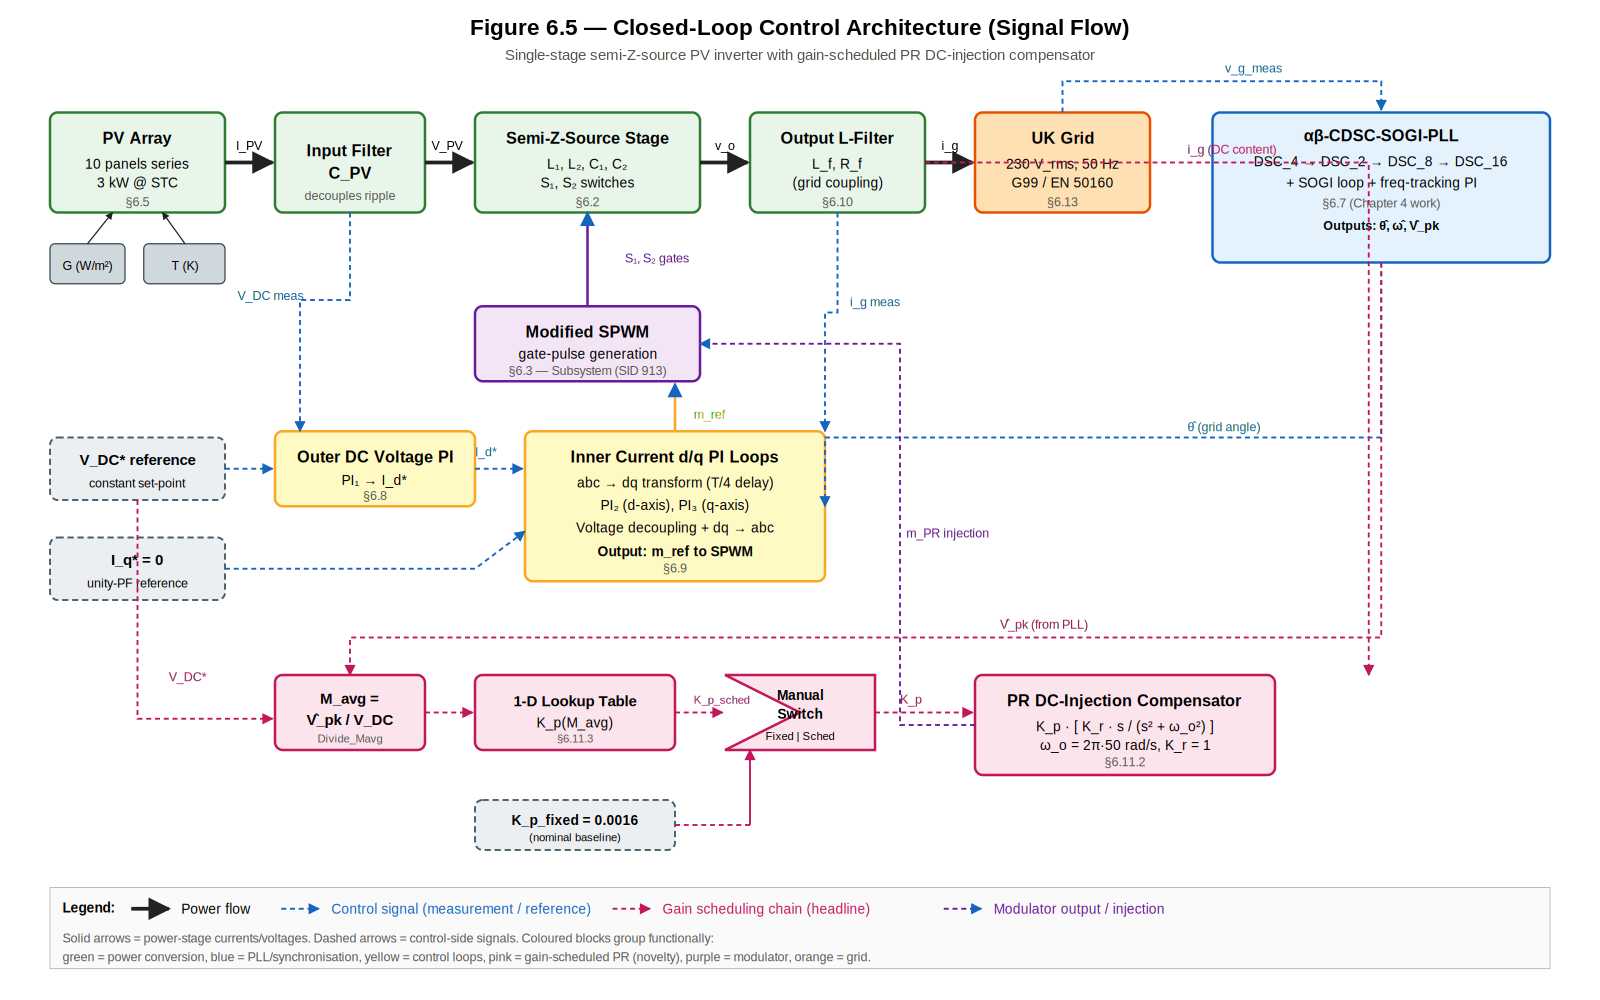 Figure 6.5 — Closed-Loop Control Architecture (Signal Flow)
Single-stage semi-Z-source PV inverter with gain-scheduled PR DC-injection compensator
v_g_meas
PV Array
10 panels series
3 kW @ STC
§6.5
I_PV
Input Filter
C_PV
decouples ripple
V_PV
Semi-Z-Source Stage
L₁, L₂, C₁, C₂
S₁, S₂ switches
§6.2
v_o
Output L-Filter
L_f, R_f
(grid coupling)
§6.10
i_g
UK Grid
230 V_rms, 50 Hz
G99 / EN 50160
§6.13
i_g (DC content)
αβ-CDSC-SOGI-PLL
DSC_4 → DSC_2 → DSC_8 → DSC_16
+ SOGI loop + freq-tracking PI
§6.7 (Chapter 4 work)
Outputs: θ̂, ω̂, V̂_pk
G (W/m²)
T (K)
V_DC meas
S₁, S₂ gates
i_g meas
Modified SPWM
gate-pulse generation
§6.3 — Subsystem (SID 913)
m_ref
θ̂ (grid angle)
V_DC* reference
constant set-point
Outer DC Voltage PI
PI₁ → I_d*
§6.8
I_d*
Inner Current d/q PI Loops
abc → dq transform (T/4 delay)
PI₂ (d-axis), PI₃ (q-axis)
Voltage decoupling + dq → abc
Output: m_ref to SPWM
§6.9
I_q* = 0
unity-PF reference
m_PR injection
V̂_pk (from PLL)
V_DC*
M_avg =
V̂_pk / V_DC
Divide_Mavg
1-D Lookup Table
K_p(M_avg)
§6.11.3
K_p_sched
Manual
Switch
Fixed | Sched
K_p
PR DC-Injection Compensator
K_p · [ K_r · s / (s² + ω_o²) ]
ω_o = 2π·50 rad/s, K_r = 1
§6.11.2
K_p_fixed = 0.0016
(nominal baseline)
Legend:
Power flow
Control signal (measurement / reference)
Gain scheduling chain (headline)
Modulator output / injection
Solid arrows = power-stage currents/voltages. Dashed arrows = control-side signals. Coloured blocks group functionally:
green = power conversion, blue = PLL/synchronisation, yellow = control loops, pink = gain-scheduled PR (novelty), purple = modulator, orange = grid.